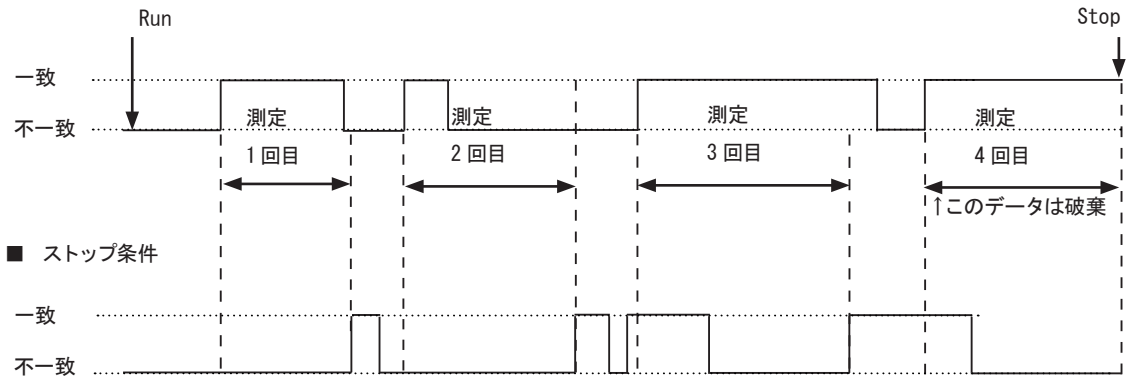 Run
Stop
一致
不一致
測定
1回目
測定
2回目
測定
3回目
測定
4回目
↑このデータは破棄
■ ストップ条件
一致
不一致